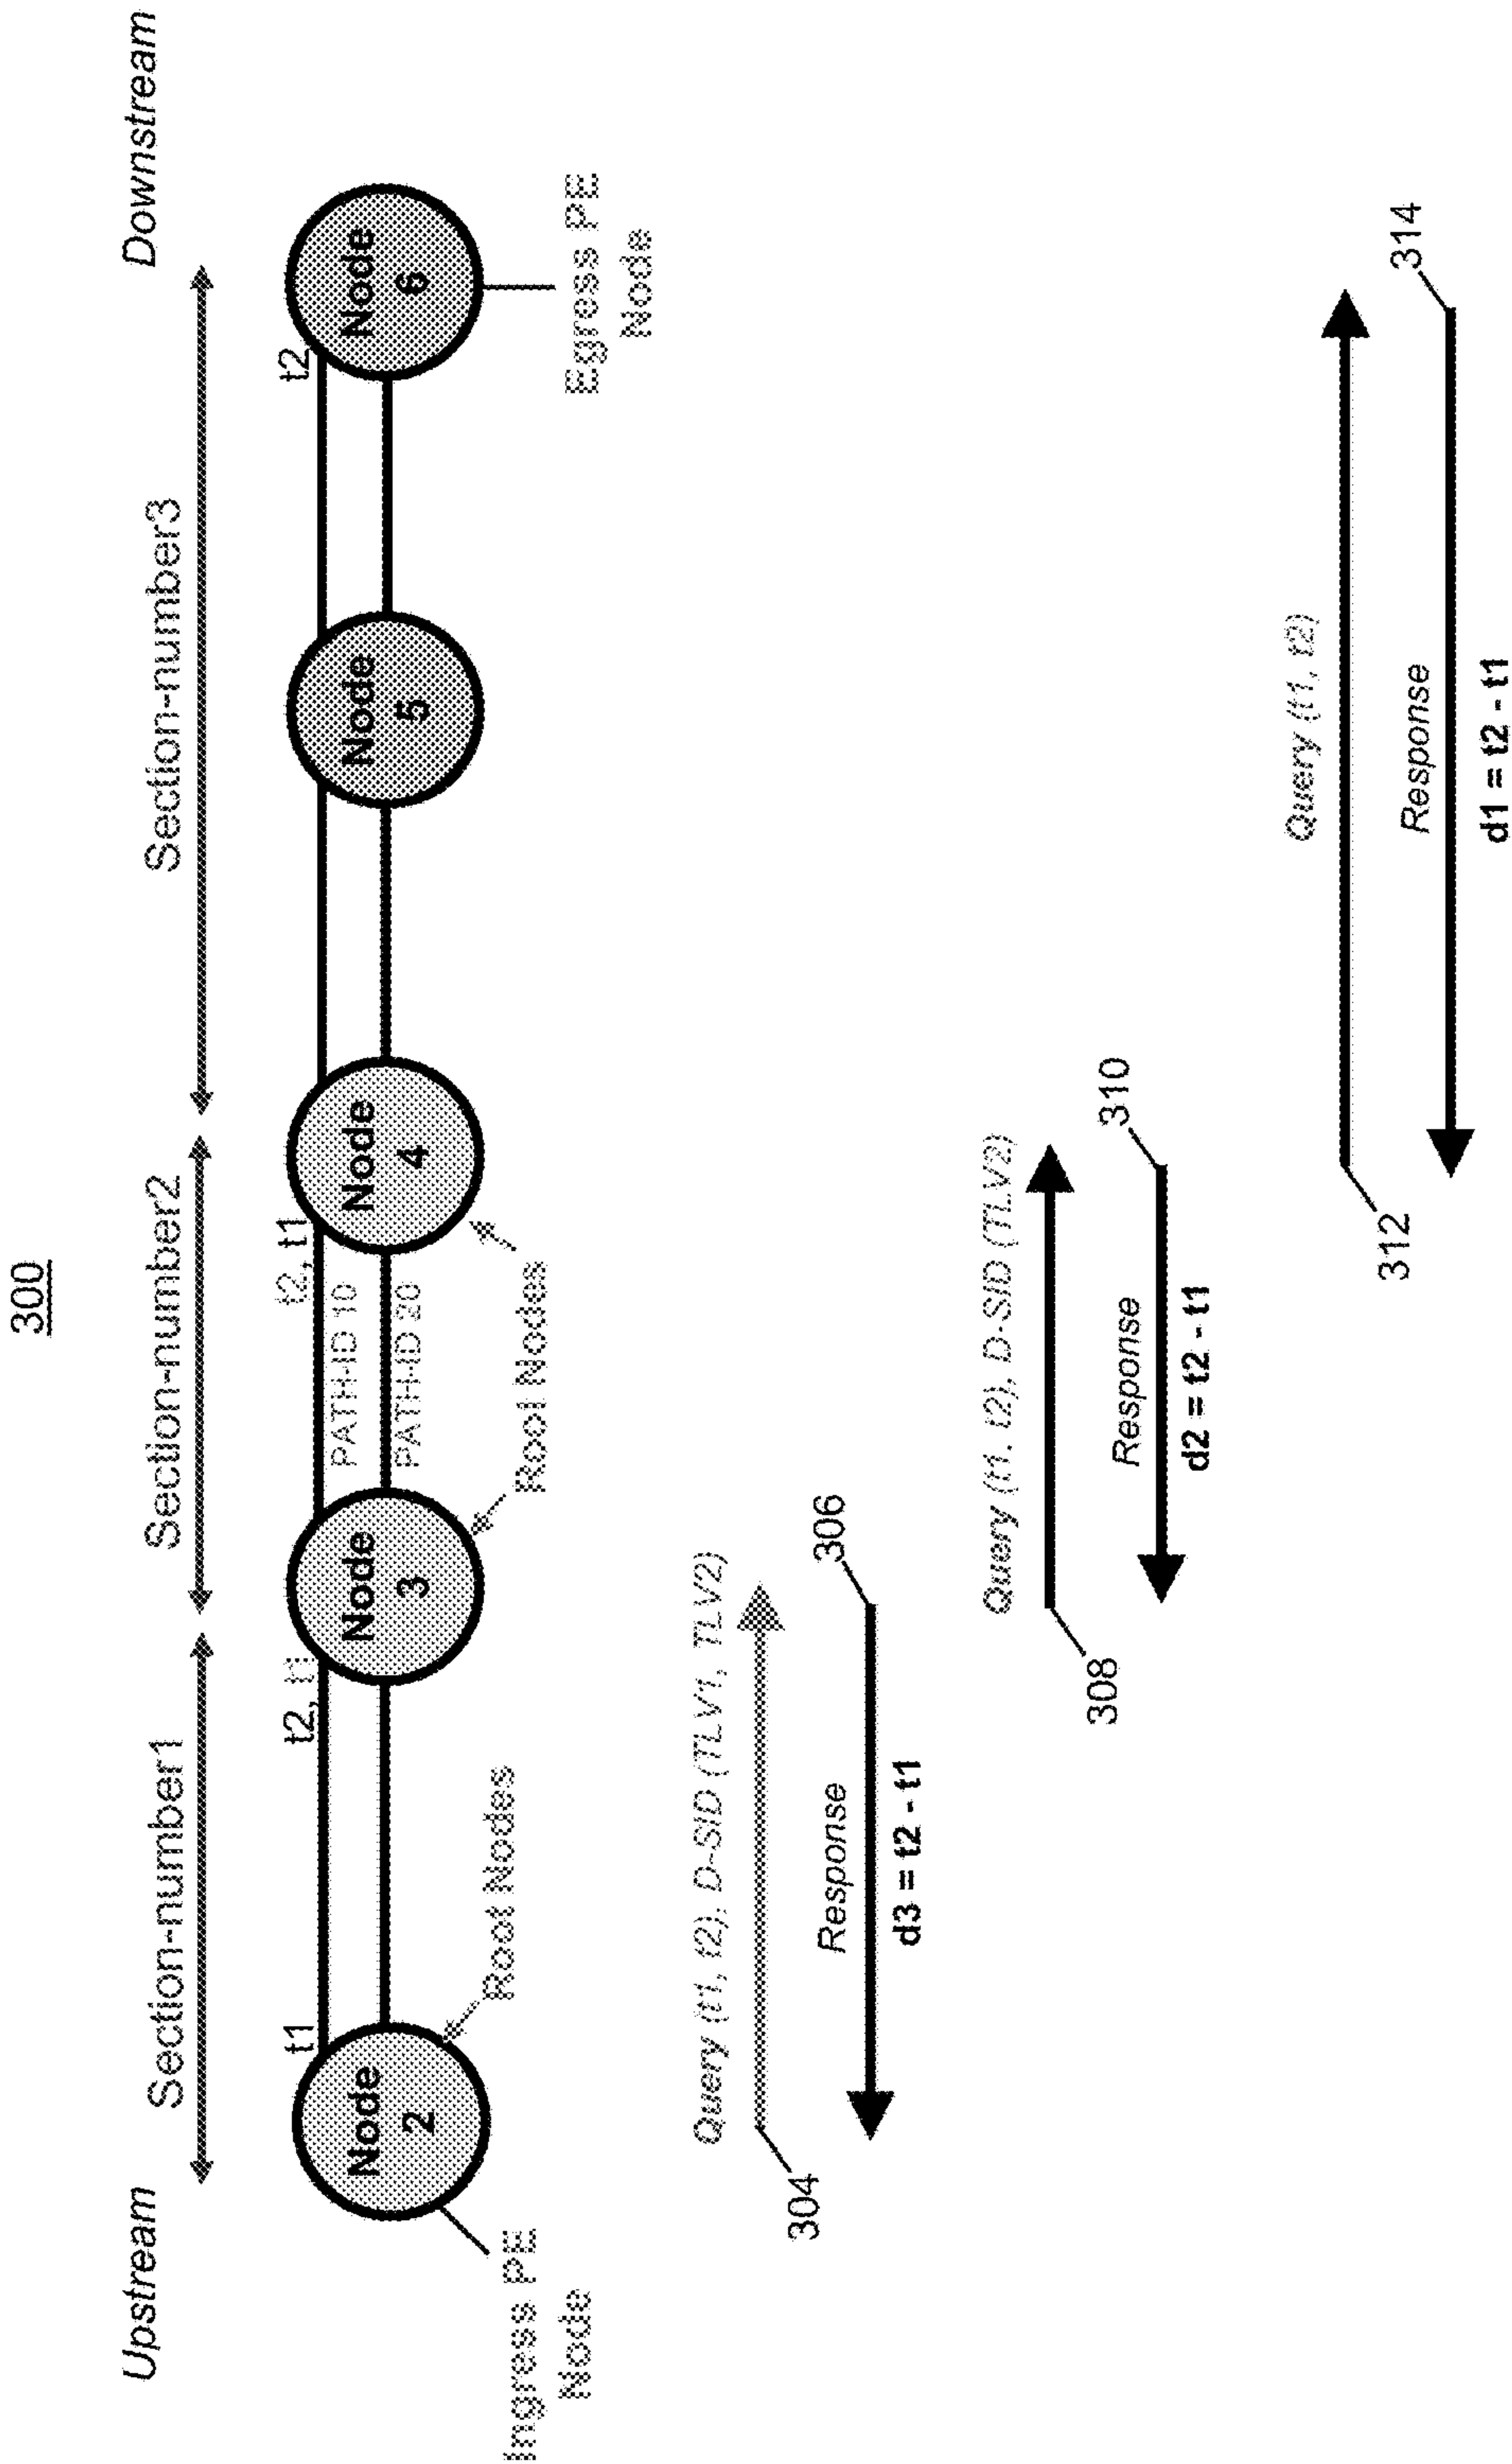 300
Upstream
Downstream
Section-number1
Section-number2
Section-number3
t1
t2, t1
t2, t1
t2
Node
2
Node
3
Node
4
Node
5
Node
6
PATH-ID 10
PATH-ID 20
Ingress PE
Node
Root Nodes
Root Nodes
Egress PE
Node
Query (t1, t2), D-SID (TLV1, TLV2)
304
306
Response
d3 = t2 - t1
Query (t1, t2), D-SID (TLV2)
308
310
Response
d2 = t2 - t1
Query (t1, t2)
312
314
Response
d1 = t2 - t1